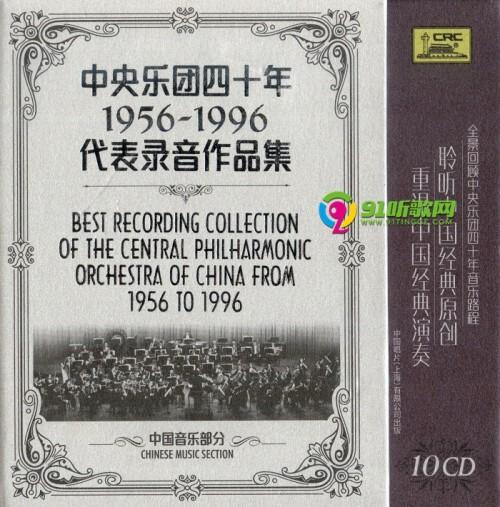 中央乐团四十年
1956-1996
代表录音作品集
BEST RECORDING COLLECTION
OF THE CENTRAL PHILHARMONIC
ORCHESTRA OF CHINA FROM
1956 TO 1996
中国音乐部分
CHINESE MUSIC SECTION
CRC
全景回顾中央乐团四十年音乐路程
聆听 国经典原创
重温 国经典演奏
中国唱片(上海)有限公司出版
91听歌网
WWW.91TINGGE.COM
10CD